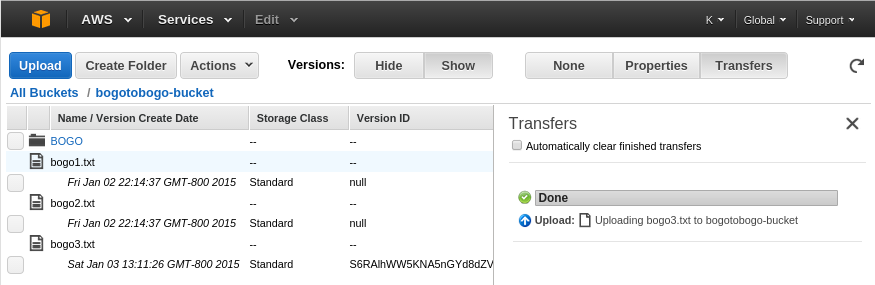 AWS Services Edit K Global Support
Upload Create Folder Actions Versions: Hide Show None Properties Transfers
All Buckets / bogotobogo-bucket
Name / Version Create Date Storage Class Version ID
BOGO -- --
bogo1.txt -- --
Fri Jan 02 22:14:37 GMT-800 2015 Standard null
bogo2.txt -- --
Fri Jan 02 22:14:37 GMT-800 2015 Standard null
bogo3.txt -- --
Sat Jan 03 13:11:26 GMT-800 2015 Standard S6RAlhWW5KNA5nGYd8dZV
Transfers
Automatically clear finished transfers
Done
Upload: Uploading bogo3.txt to bogotobogo-bucket